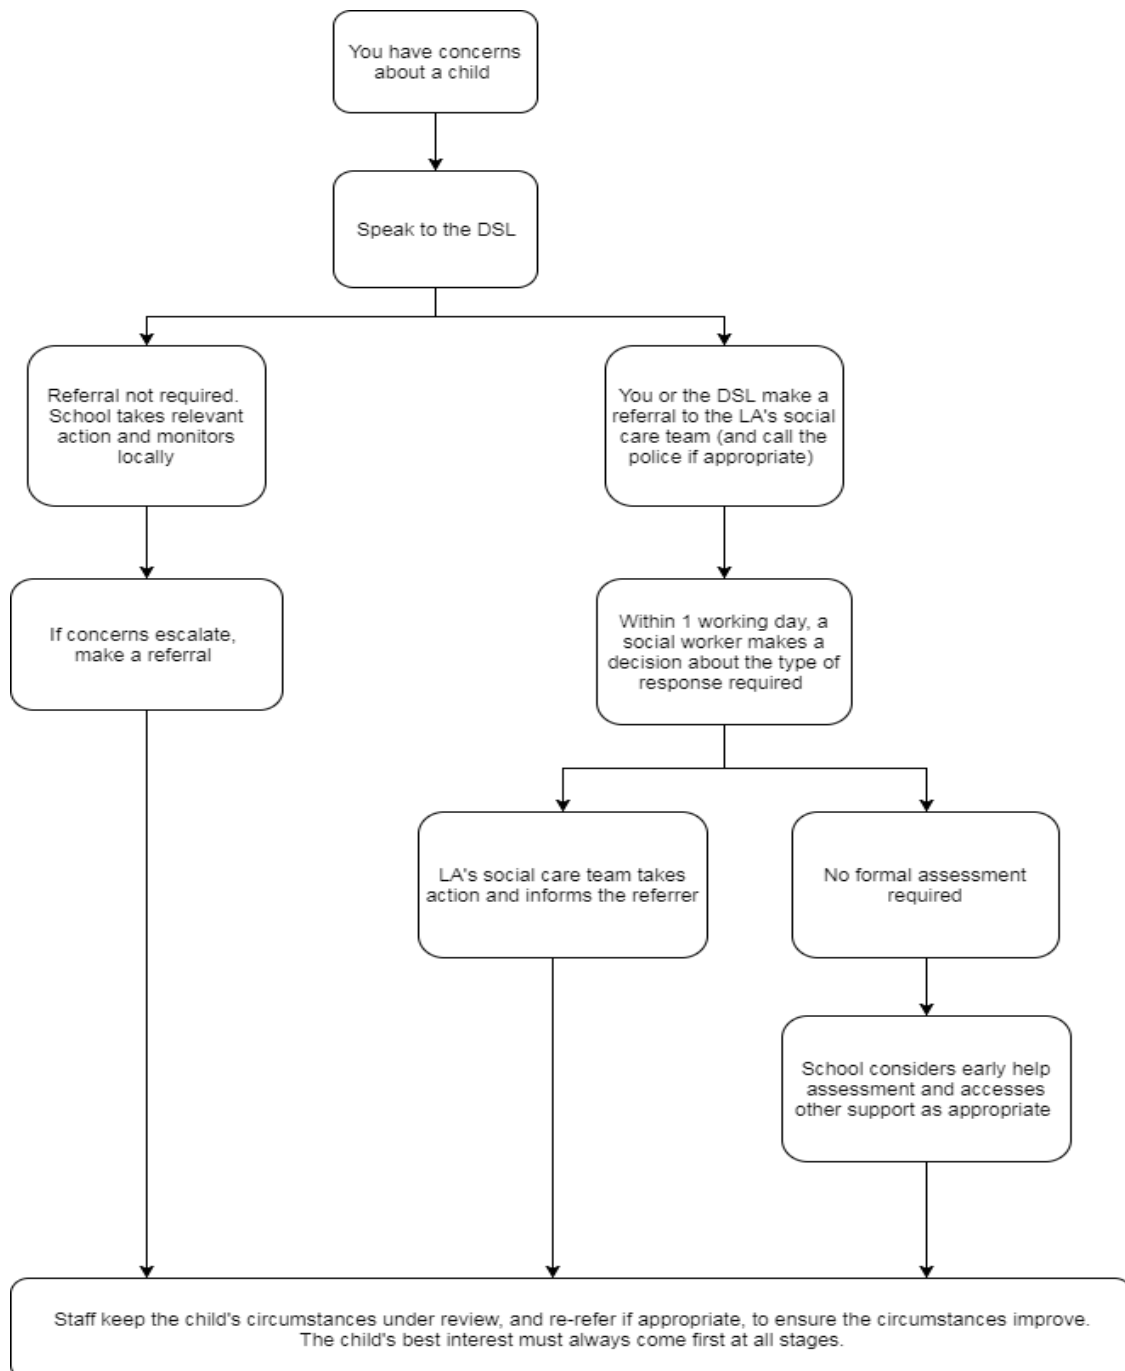 You have concerns
about a child
Speak to the DSL
Referral not required.
School takes relevant
action and monitors
locally
You or the DSL make a
referral to the LA's social
care team (and call the
police if appropriate)
If concerns escalate,
make a referral
Within 1 working day, a
social worker makes a
decision about the type of
response required
LA's social care team takes
action and informs the referrer
No formal assessment
required
School considers early help
assessment and accesses
other support as appropriate
Staff keep the child's circumstances under review, and re-refer if appropriate, to ensure the circumstances improve.
The child's best interest must always come first at all stages.